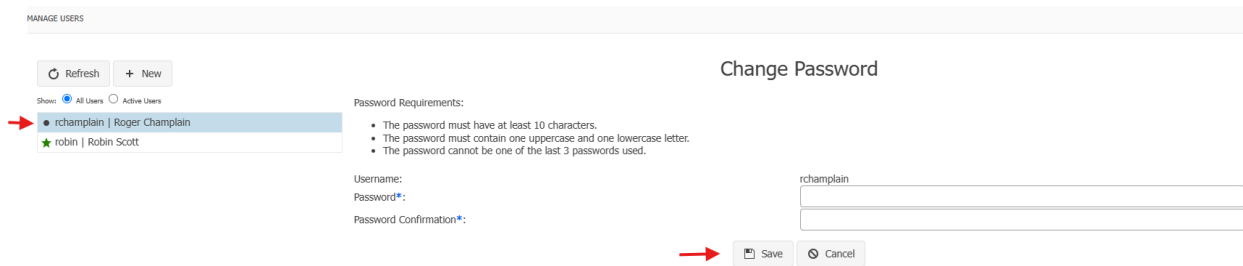 MANAGE USERS
Refresh
+ New
Change Password
Show: All Users Active Users
rchamplain | Roger Champlain
robin | Robin Scott
Password Requirements:
• The password must have at least 10 characters.
• The password must contain one uppercase and one lowercase letter.
• The password cannot be one of the last 3 passwords used.
Username: rchamplain
Password*:
Password Confirmation*:
Save
Cancel